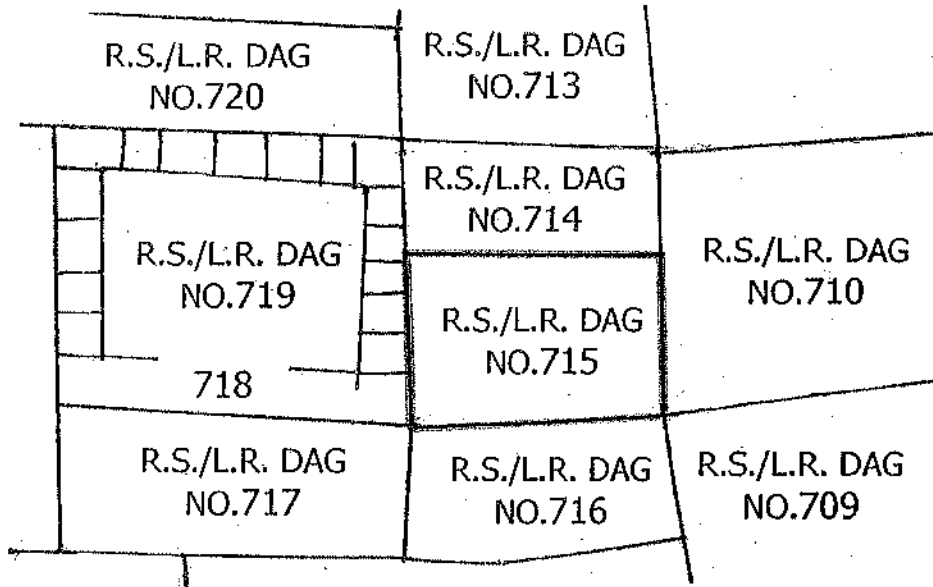 R.S./L.R. DAG
NO.720
R.S./L.R. DAG
NO.713
R.S./L.R. DAG
NO.714
R.S./L.R. DAG
NO.719
R.S./L.R. DAG
NO.710
R.S./L.R. DAG
NO.715
718
R.S./L.R. DAG
NO.717
R.S./L.R. DAG
NO.716
R.S./L.R. DAG
NO.709